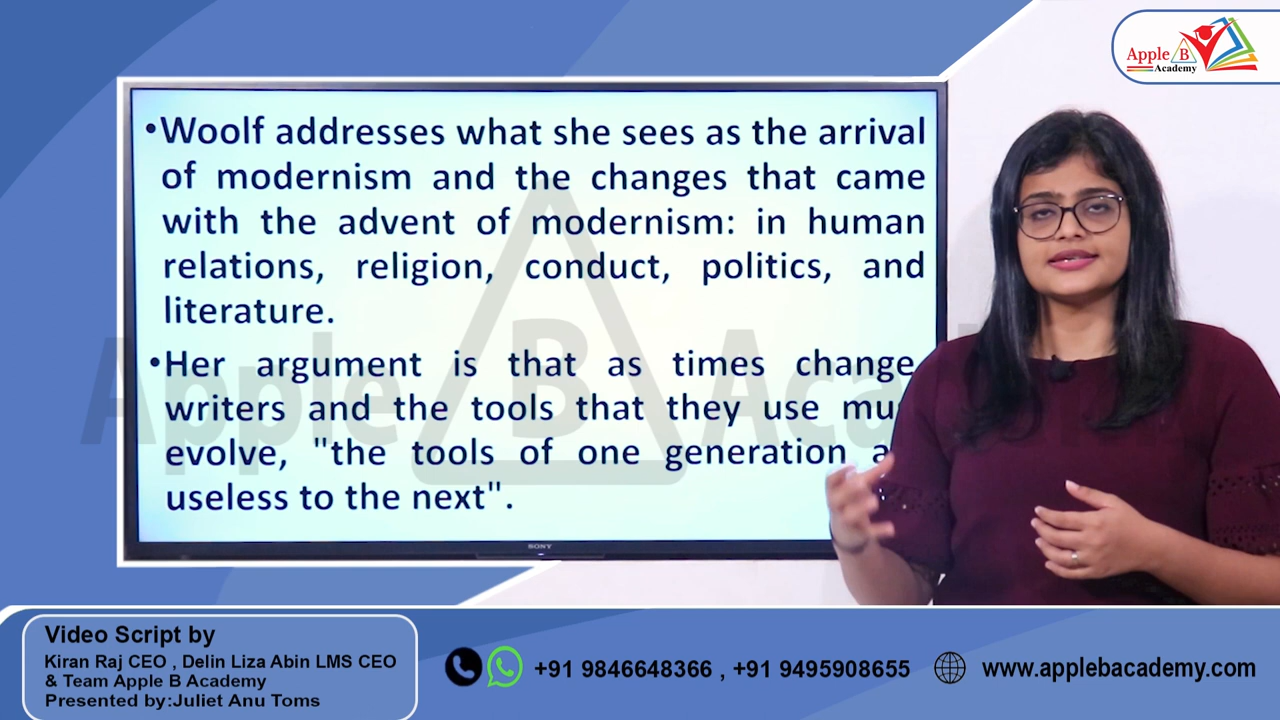 Apple B
Academy
•Woolf addresses what she sees as the arrival
of modernism and the changes that came
with the advent of modernism: in human
relations, religion, conduct, politics, and
literature.
•Her argument is that as times change
writers and the tools that they use
evolve, "the tools of one generation
useless to the next".
Apple B
SONY
Video Script by
Kiran Raj CEO , Delin Liza Abin LMS CEO
& Team Apple B Academy
Presented by:Juliet Anu Toms
+91 9846648366 , +91 9495908655
www.applebacademy.com